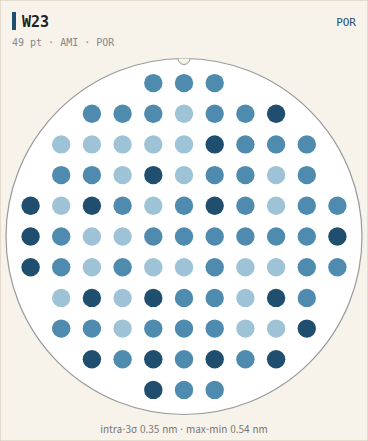 W23
POR
49 pt · AMI · POR
intra-3σ 0.35 nm · max-min 0.54 nm